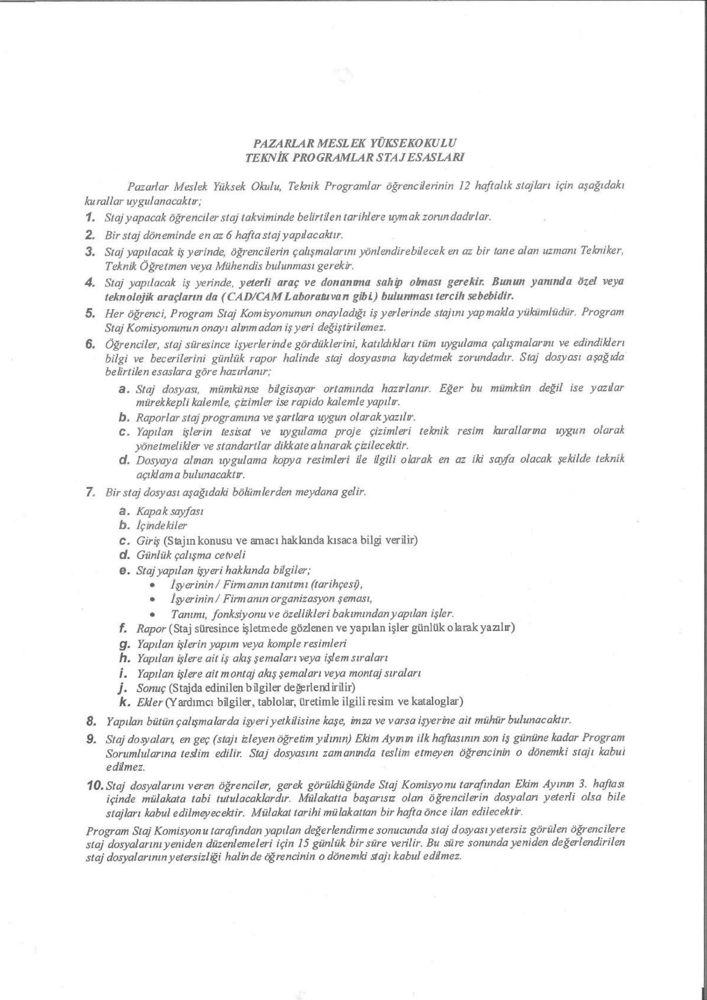 PAZARLAR MESLEK YÜKSEKOKULU
TEKNİK PROGRAMLAR STAJ ESASLARI
Pazarlar Meslek Yüksek Okulu, Teknik Programlar öğrencilerinin 12 haftalık stajları için aşağıdaki
kurallar uygulanacaktır;
1. Staj yapacak öğrenciler staj takviminde belirtilen tarihlere uymak zorundadırlar.
2. Bir staj döneminde en az 6 hafta staj yapılacaktır.
3. Staj yapılacak iş yerinde, öğrencilerin çalışmalarını yönlendirebilecek en az bir tane alan uzmanı Tekniker,
Teknik Öğretmen veya Mühendis bulunması gerekir.
4. Staj yapılacak iş yerinde, yeterli araç ve donanıma sahip olması gerekir. Bunun yanında özel veya
teknolojik araçların da (CAD/CAM Laboratuvarı gibi.) bulunması tercih sebebidir.
5. Her öğrenci, Program Staj Komisyonunun onayladığı iş yerlerinde stajını yapmakla yükümlüdür. Program
Staj Komisyonunun onayı alınmadan iş yeri değiştirilemez.
6. Öğrenciler, staj süresince işyerlerinde gördüklerini, katıldıkları tüm uygulama çalışmalarını ve edindikleri
bilgi ve becerilerini günlük rapor halinde staj dosyasına kaydetmek zorundadır. Staj dosyası aşağıda
belirtilen esaslara göre hazırlanır;
a. Staj dosyası, mümkünse bilgisayar ortamında hazırlanır. Eğer bu mümkün değil ise yazılar
mürekkepli kalemle, çizimler ise rapido kalemle yapılır.
b. Raporlar staj programına ve şartlara uygun olarak yazılır.
c. Yapılan işlerin tesisat ve uygulama proje çizimleri teknik resim kurallarına uygun olarak
yönetmelikler ve standartlar dikkate alınarak çizilecektir.
d. Dosyaya alınan uygulama kopya resimleri ile ilgili olarak en az iki sayfa olacak şekilde teknik
açıklama bulunacaktır.
7. Bir staj dosyası aşağıdaki bölümlerden meydana gelir.
a. Kapak sayfası
b. İçindekiler
c. Giriş (Stajın konusu ve amacı hakkında kısaca bilgi verilir)
d. Günlük çalışma cetveli
e. Staj yapılan işyeri hakkında bilgiler;
• İşyerinin / Firmanın tanıtımı (tarihçesi),
• İşyerinin / Firmanın organizasyon şeması,
• Tanımı, fonksiyonu ve özellikleri bakımından yapılan işler.
f. Rapor (Staj süresince işletmede gözlenen ve yapılan işler günlük olarak yazılır)
g. Yapılan işlerin yapım veya komple resimleri
h. Yapılan işlere ait iş akış şemaları veya işlem sıraları
i. Yapılan işlere ait montaj akış şemaları veya montaj sıraları
j. Sonuç (Stajda edinilen bilgiler değerlendirilir)
k. Ekler (Yardımcı bilgiler, tablolar, üretimle ilgili resim ve kataloglar)
8. Yapılan bütün çalışmalarda işyeri yetkilisine kaşe, imza ve varsa işyerine ait mühür bulunacaktır.
9. Staj dosyaları, en geç (stajı izleyen öğretim yılının) Ekim Ayının ilk haftasının son iş gününe kadar Program
Sorumlularına teslim edilir. Staj dosyasını zamanında teslim etmeyen öğrencinin o dönemki stajı kabul
edilmez.
10. Staj dosyalarını veren öğrenciler, gerek görüldüğünde Staj Komisyonu tarafından Ekim Ayının 3. haftası
içinde mülakata tabi tutulacaklardır. Mülakatta başarısız olan öğrencilerin dosyaları yeterli olsa bile
stajları kabul edilmeyecektir. Mülakat tarihi mülakattan bir hafta önce ilan edilecektir.
Program Staj Komisyonu tarafından yapılan değerlendirme sonucunda staj dosyası yetersiz görülen öğrencilere
staj dosyalarını yeniden düzenlemeleri için 15 günlük bir süre verilir. Bu süre sonunda yeniden değerlendirilen
staj dosyalarının yetersizliği halinde öğrencinin o dönemki stajı kabul edilmez.